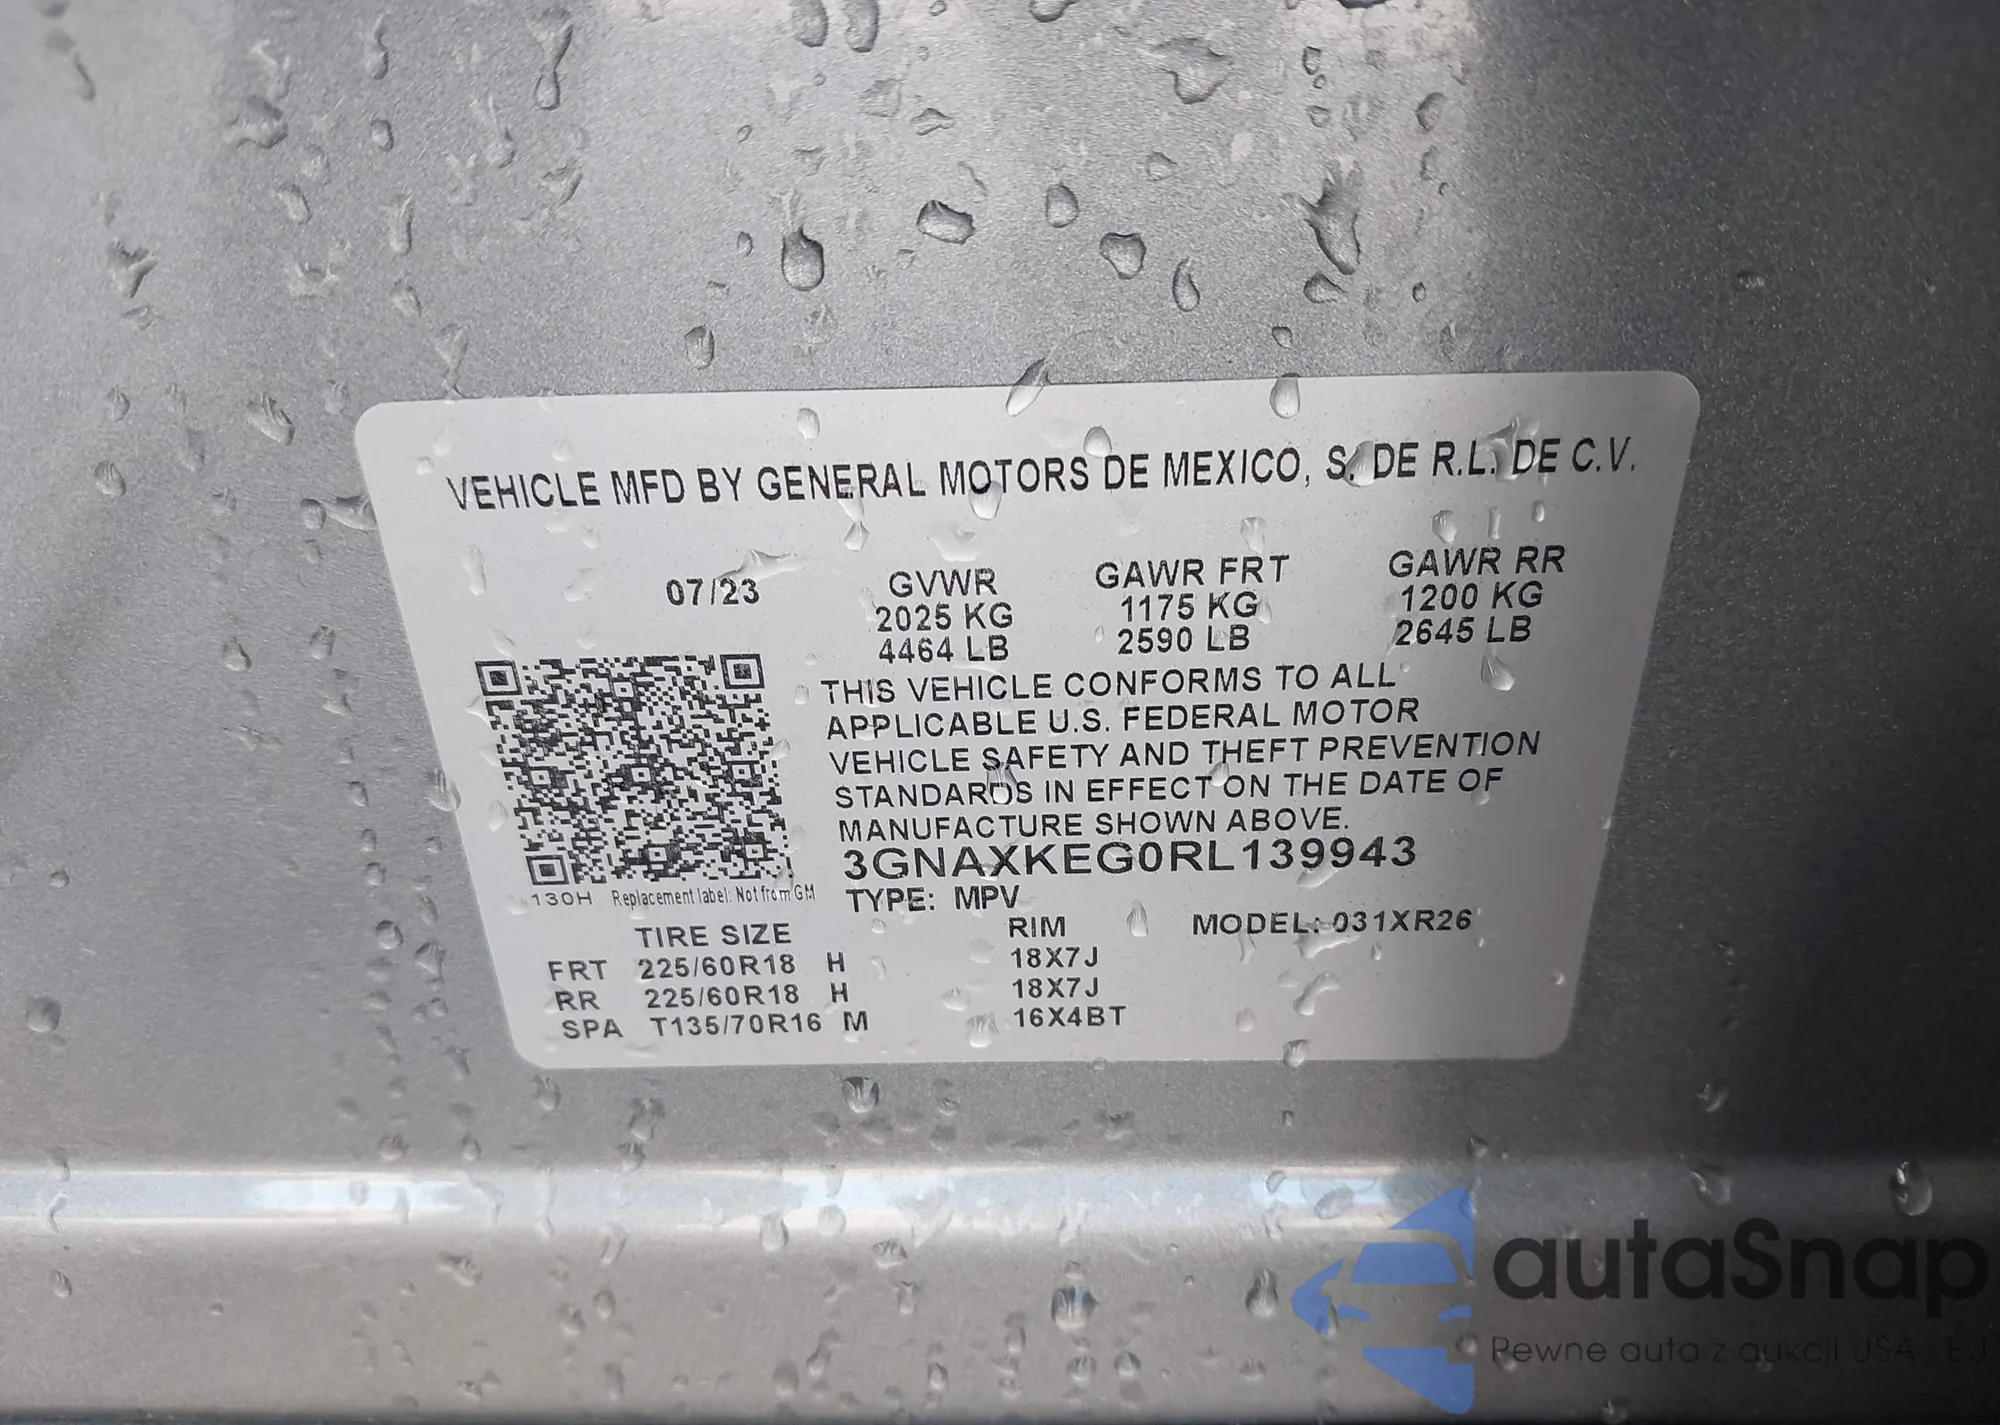 VEHICLE MFD BY GENERAL MOTORS DE MEXICO, S. DE R.L. DE C.V.
07/23 GVWR GAWR FRT GAWR RR
2025 KG 1175 KG 1200 KG
4464 LB 2590 LB 2645 LB
THIS VEHICLE CONFORMS TO ALL
APPLICABLE U.S. FEDERAL MOTOR
VEHICLE SAFETY AND THEFT PREVENTION
STANDARDS IN EFFECT ON THE DATE OF
MANUFACTURE SHOWN ABOVE.
3GNAXKEG0RL139943
130H Replacement label: Not from GM TYPE: MPV
TIRE SIZE RIM MODEL: 031XR26
FRT 225/60R18 H 18X7J
RR 225/60R18 H 18X7J
SPA T135/70R16 M 16X4BT
autaSnap
Pewne auta z aukcji USA